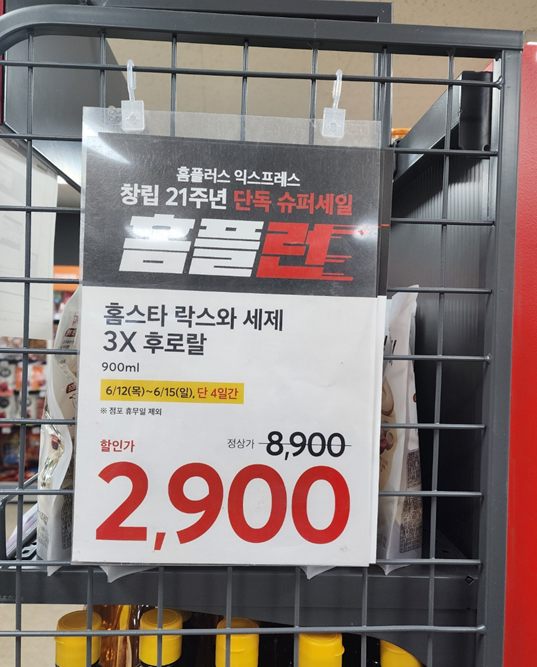 홈플러스 익스프레스
창립 21주년 단독 슈퍼세일
홈플런
홈스타 락스와 세제
3X 후로랄
900ml
6/12(목)~6/15(일), 단 4일간
※ 점포 휴무일 제외
할인가
정상가 8,900
2,900